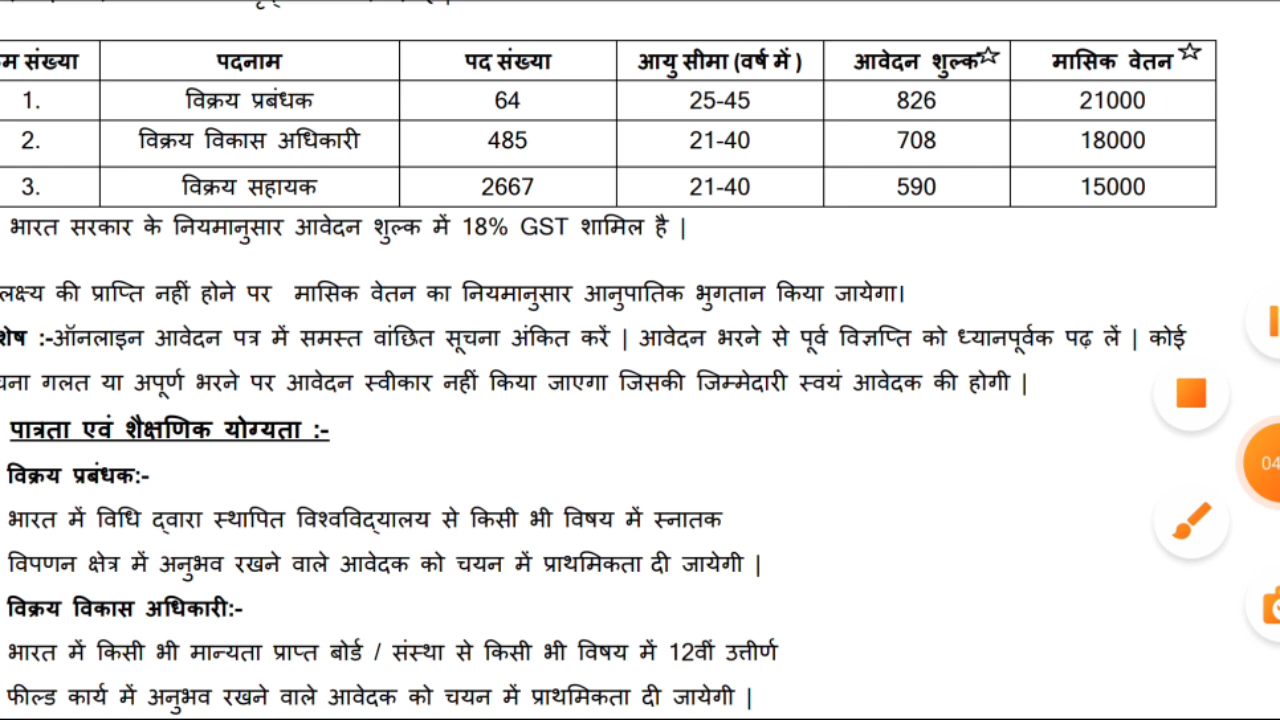 म संख्या पदनाम पद संख्या आयु सीमा (वर्ष में ) आवेदन शुल्क☆ मासिक वेतन ☆
1. विक्रय प्रबंधक 64 25-45 826 21000
2. विक्रय विकास अधिकारी 485 21-40 708 18000
3. विक्रय सहायक 2667 21-40 590 15000
भारत सरकार के नियमानुसार आवेदन शुल्क में 18% GST शामिल है |
लक्ष्य की प्राप्ति नहीं होने पर मासिक वेतन का नियमानुसार आनुपातिक भुगतान किया जायेगा।
शेष :-ऑनलाइन आवेदन पत्र में समस्त वांछित सूचना अंकित करें | आवेदन भरने से पूर्व विज्ञप्ति को ध्यानपूर्वक पढ़ लें | कोई
चना गलत या अपूर्ण भरने पर आवेदन स्वीकार नहीं किया जाएगा जिसकी जिम्मेदारी स्वयं आवेदक की होगी |
पात्रता एवं शैक्षणिक योग्यता :-
विक्रय प्रबंधक:-
भारत में विधि द्वारा स्थापित विश्वविद्यालय से किसी भी विषय में स्नातक
विपणन क्षेत्र में अनुभव रखने वाले आवेदक को चयन में प्राथमिकता दी जायेगी |
विक्रय विकास अधिकारी:-
भारत में किसी भी मान्यता प्राप्त बोर्ड / संस्था से किसी भी विषय में 12वीं उत्तीर्ण
फील्ड कार्य में अनुभव रखने वाले आवेदक को चयन में प्राथमिकता दी जायेगी |
04